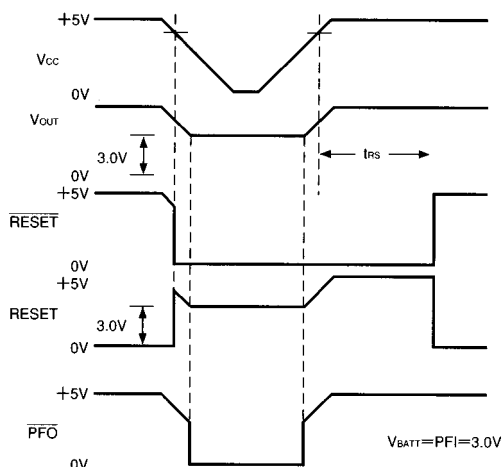 +5V
VCC
0V
VOUT
3.0V
0V
tRS
+5V
RESET
0V
+5V
RESET
3.0V
0V
+5V
PFO
0V
VBATT=PFI=3.0V